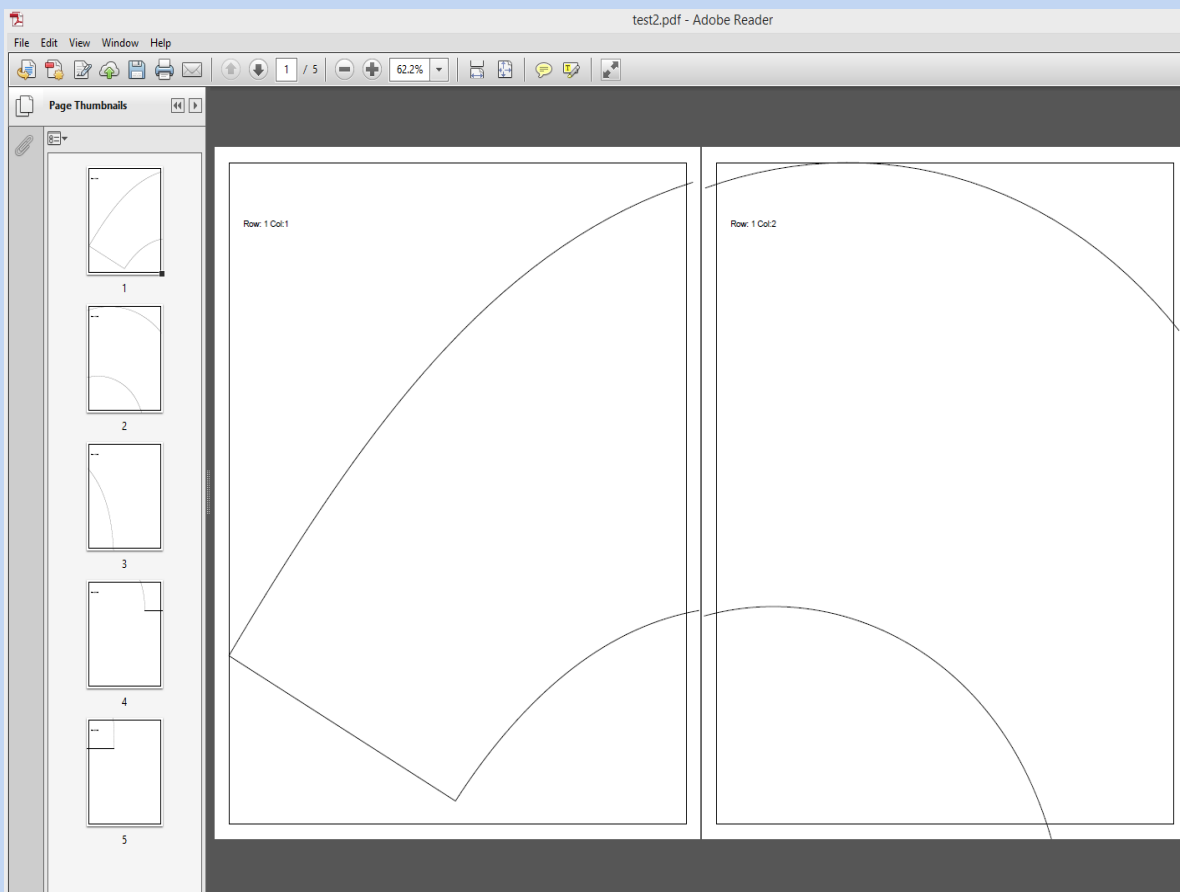 test2.pdf - Adobe Reader
File Edit View Window Help
1 / 5 62.2%
Page Thumbnails
Row: 1 Col:1
Row: 1 Col:2
1
2
3
4
5